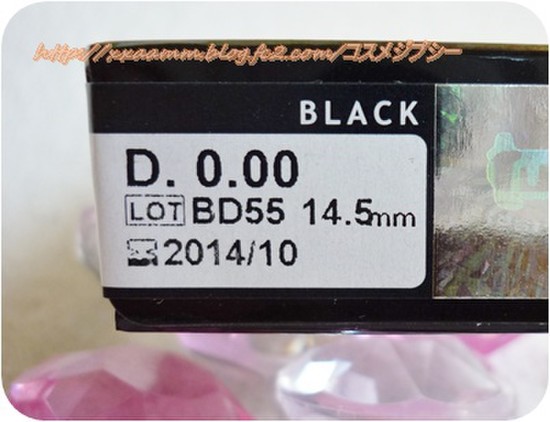 http://xxaamm.blog.fc2.com/コスメジプシー
BLACK
D. 0.00
LOT BD55 14.5mm
2014/10